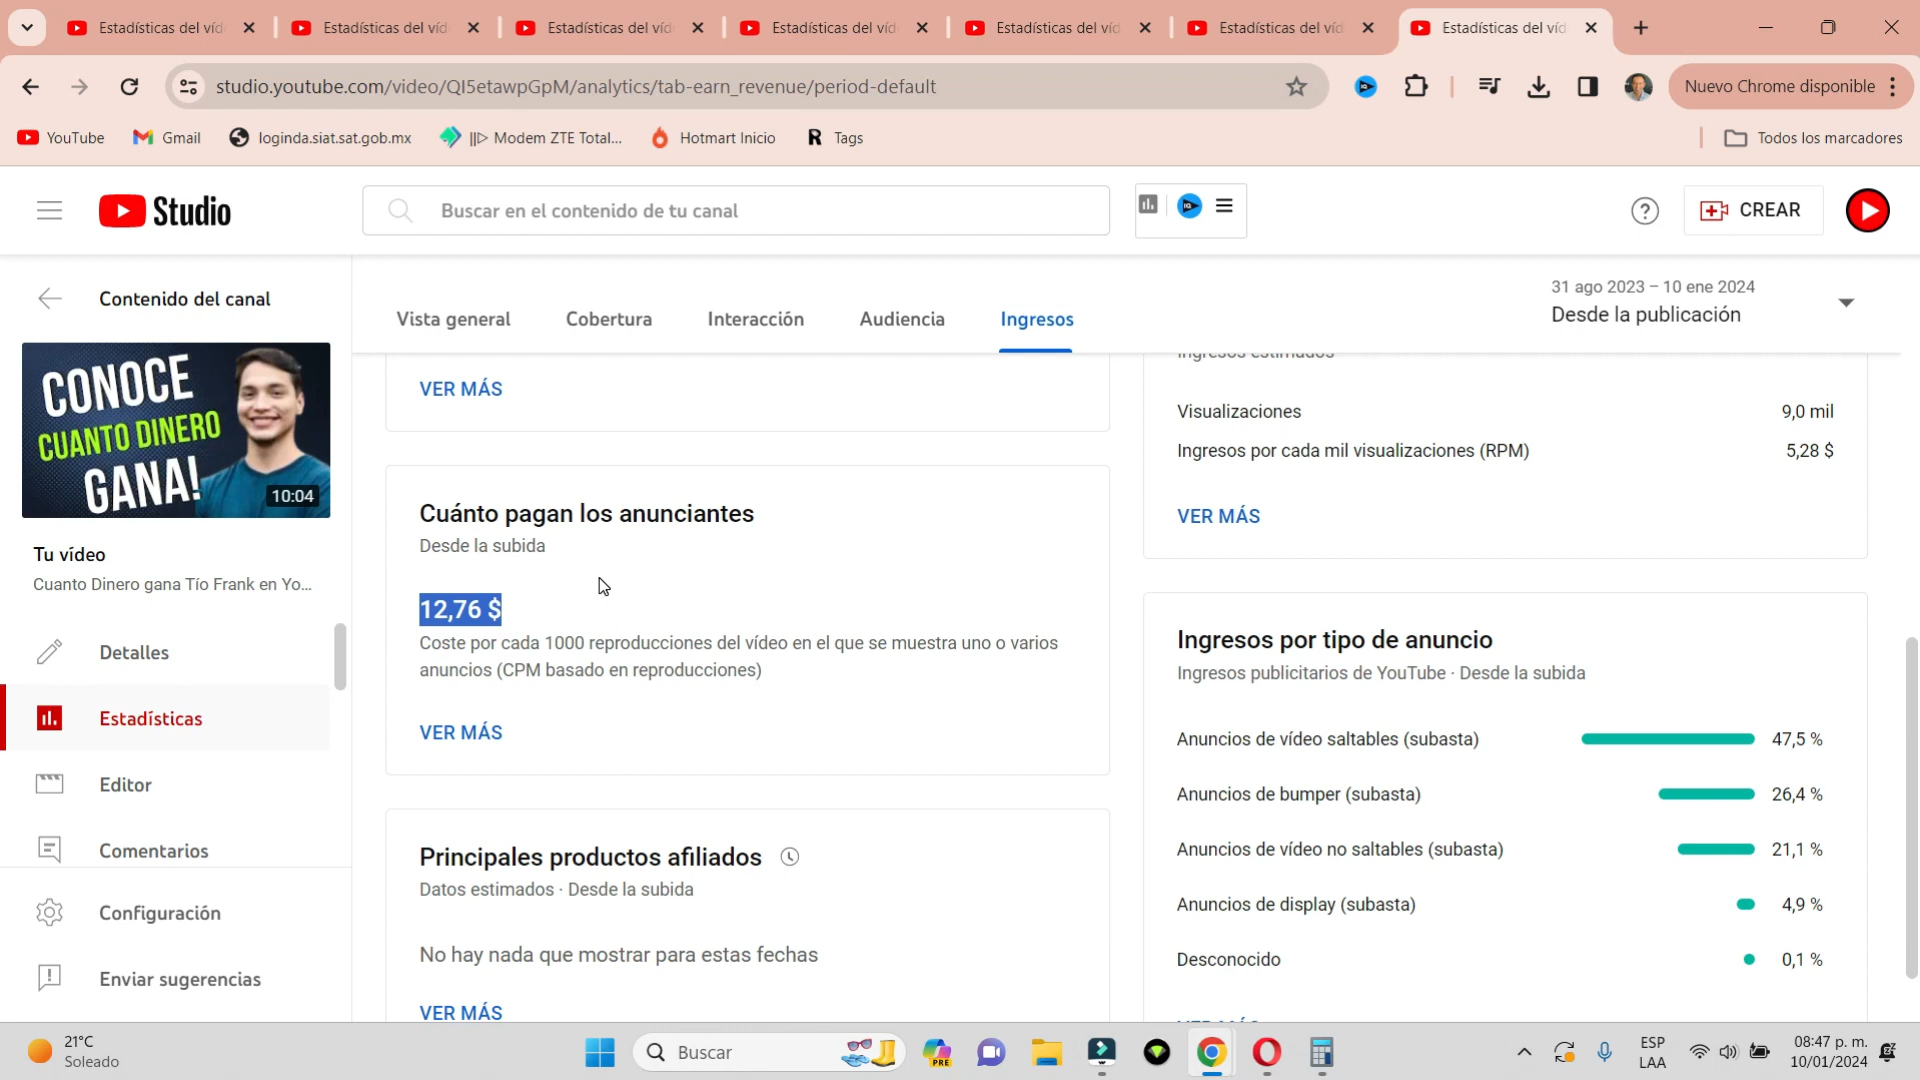 Estadísticas del víd
Estadísticas del víd
Estadísticas del víd
Estadísticas del víd
Estadísticas del víd
Estadísticas del víd
Estadísticas del víd
studio.youtube.com/video/QI5etawpGpM/analytics/tab-earn_revenue/period-default
Nuevo Chrome disponible
YouTube
Gmail
loginda.siat.sat.gob.mx
||▷ Modem ZTE Total...
Hotmart Inicio
Tags
Todos los marcadores
Studio
Buscar en el contenido de tu canal
CREAR
Contenido del canal
CONOCE
CUANTO DINERO
GANA!
10:04
Tu vídeo
Cuanto Dinero gana Tío Frank en Yo...
Detalles
Estadísticas
Editor
Comentarios
Configuración
Enviar sugerencias
Vista general
Cobertura
Interacción
Audiencia
Ingresos
31 ago 2023 – 10 ene 2024
Desde la publicación
VER MÁS
Cuánto pagan los anunciantes
Desde la subida
12,76 $
Coste por cada 1000 reproducciones del vídeo en el que se muestra uno o varios
anuncios (CPM basado en reproducciones)
VER MÁS
Principales productos afiliados
Datos estimados · Desde la subida
No hay nada que mostrar para estas fechas
VER MÁS
Ingresos estimados
Visualizaciones 9,0 mil
Ingresos por cada mil visualizaciones (RPM) 5,28 $
VER MÁS
Ingresos por tipo de anuncio
Ingresos publicitarios de YouTube · Desde la subida
Anuncios de vídeo saltables (subasta) 47,5 %
Anuncios de bumper (subasta) 26,4 %
Anuncios de vídeo no saltables (subasta) 21,1 %
Anuncios de display (subasta) 4,9 %
Desconocido 0,1 %
VER MÁS
21°C
Soleado
Buscar
PRE
ESP
LAA
08:47 p. m.
10/01/2024